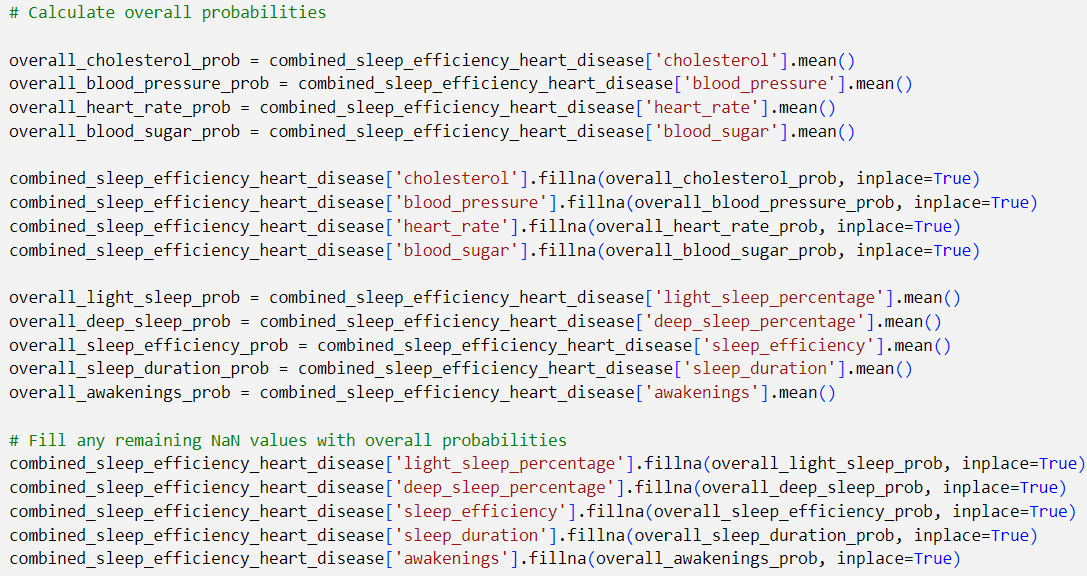 # Calculate overall probabilities
overall_cholesterol_prob = combined_sleep_efficiency_heart_disease['cholesterol'].mean()
overall_blood_pressure_prob = combined_sleep_efficiency_heart_disease['blood_pressure'].mean()
overall_heart_rate_prob = combined_sleep_efficiency_heart_disease['heart_rate'].mean()
overall_blood_sugar_prob = combined_sleep_efficiency_heart_disease['blood_sugar'].mean()
combined_sleep_efficiency_heart_disease['cholesterol'].fillna(overall_cholesterol_prob, inplace=True)
combined_sleep_efficiency_heart_disease['blood_pressure'].fillna(overall_blood_pressure_prob, inplace=True)
combined_sleep_efficiency_heart_disease['heart_rate'].fillna(overall_heart_rate_prob, inplace=True)
combined_sleep_efficiency_heart_disease['blood_sugar'].fillna(overall_blood_sugar_prob, inplace=True)
overall_light_sleep_prob = combined_sleep_efficiency_heart_disease['light_sleep_percentage'].mean()
overall_deep_sleep_prob = combined_sleep_efficiency_heart_disease['deep_sleep_percentage'].mean()
overall_sleep_efficiency_prob = combined_sleep_efficiency_heart_disease['sleep_efficiency'].mean()
overall_sleep_duration_prob = combined_sleep_efficiency_heart_disease['sleep_duration'].mean()
overall_awakenings_prob = combined_sleep_efficiency_heart_disease['awakenings'].mean()
# Fill any remaining NaN values with overall probabilities
combined_sleep_efficiency_heart_disease['light_sleep_percentage'].fillna(overall_light_sleep_prob, inplace=True)
combined_sleep_efficiency_heart_disease['deep_sleep_percentage'].fillna(overall_deep_sleep_prob, inplace=True)
combined_sleep_efficiency_heart_disease['sleep_efficiency'].fillna(overall_sleep_efficiency_prob, inplace=True)
combined_sleep_efficiency_heart_disease['sleep_duration'].fillna(overall_sleep_duration_prob, inplace=True)
combined_sleep_efficiency_heart_disease['awakenings'].fillna(overall_awakenings_prob, inplace=True)